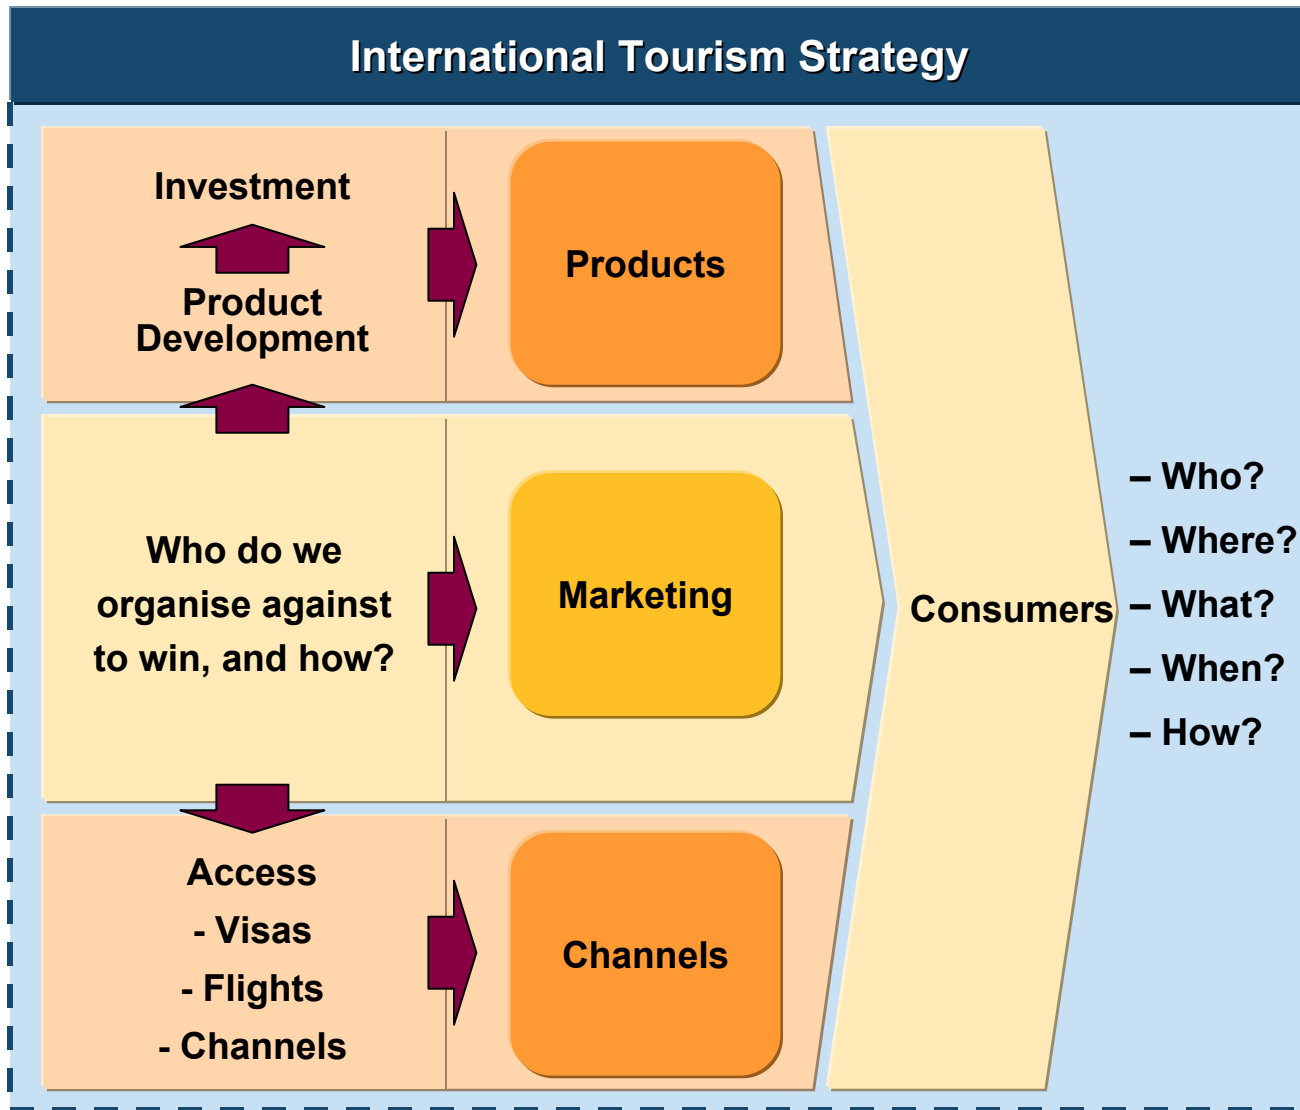 International Tourism Strategy
Investment
Product
Development
Products
Who do we
organise against
to win, and how?
Marketing
Access
- Visas
- Flights
- Channels
Channels
Consumers
– Who?
– Where?
– What?
– When?
– How?